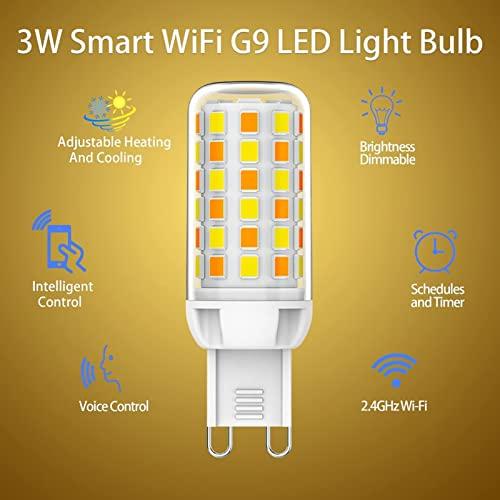 3W Smart WiFi G9 LED Light Bulb
Adjustable Heating
And Cooling
Brightness
Dimmable
Intelligent
Control
Schedules
and Timer
Voice Control
2.4GHz Wi-Fi